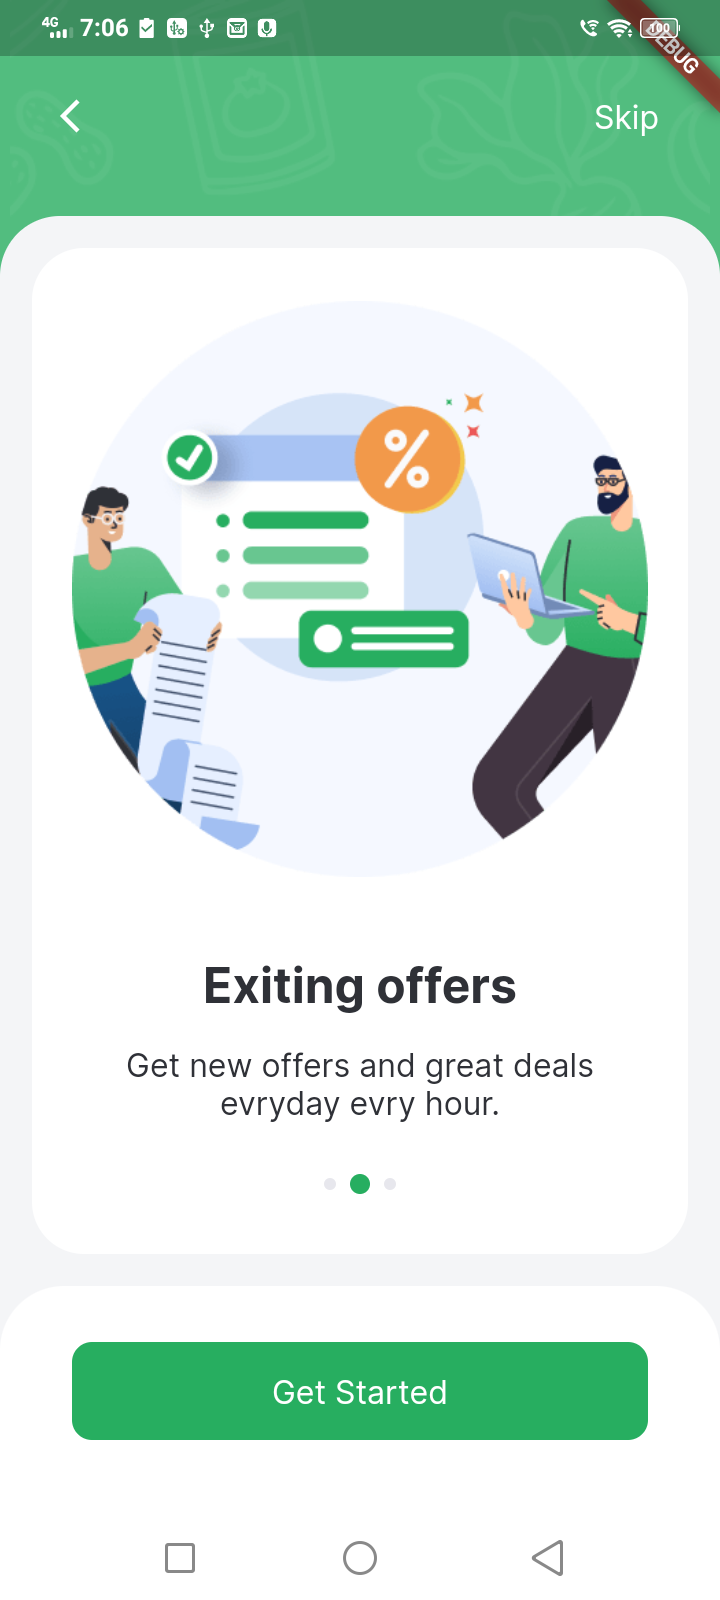 4G 7:06 100
DEBUG
Skip
%
Exiting offers
Get new offers and great deals
evryday evry hour.
Get Started